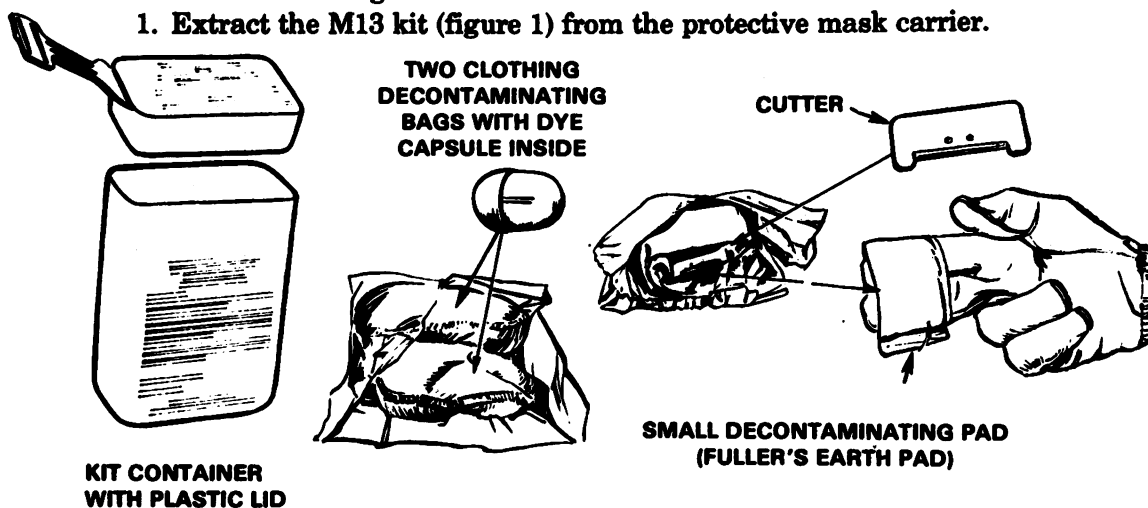 1. Extract the M13 kit (figure 1) from the protective mask carrier.
TWO CLOTHING
DECONTAMINATING
BAGS WITH DYE
CAPSULE INSIDE
CUTTER
SMALL DECONTAMINATING PAD
(FULLER'S EARTH PAD)
KIT CONTAINER
WITH PLASTIC LID